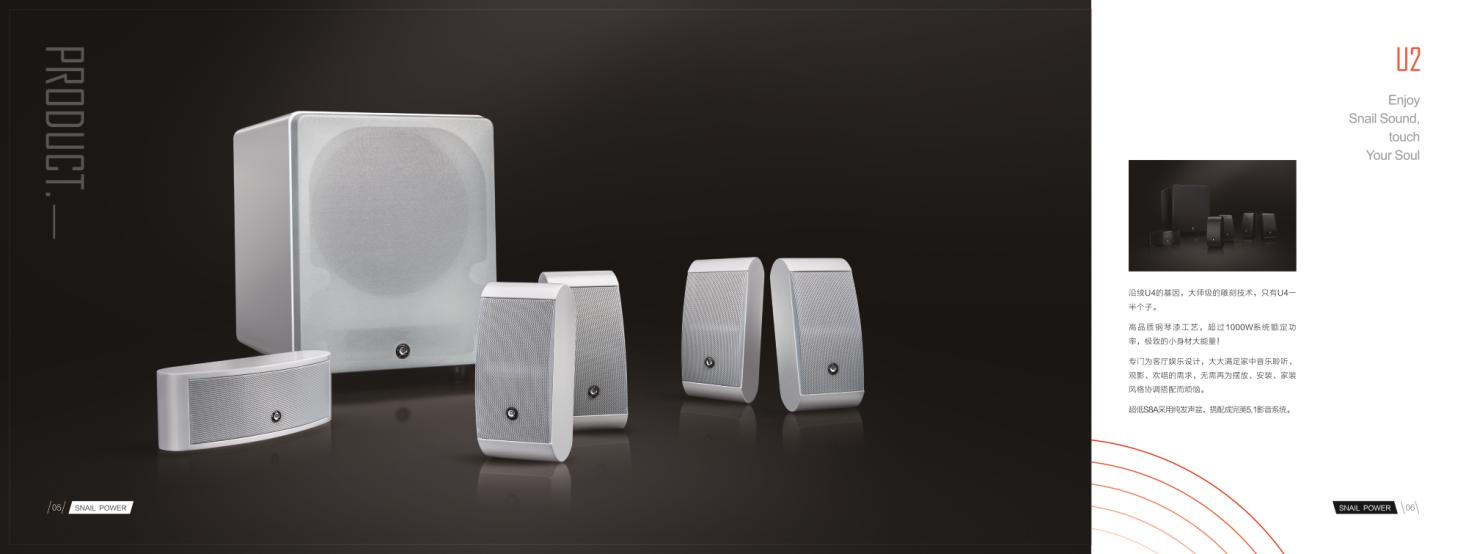 PRODUCT.
U2
Enjoy
Snail Sound,
touch
Your Soul
沿续U4的基因，大师级的雕刻技术，只有U4一
半个子。
高品质钢琴漆工艺，超过1000W系统额定功
率，极致的小身材大能量！
专门为客厅娱乐设计，大大满足家中音乐聆听、
观影、欢唱的需求，无需再为摆放、安装、家装
风格协调搭配而烦恼。
超低S8A采用纯发声盆，搭配成完美5.1影音系统。
/05/ SNAIL POWER
SNAIL POWER \06\